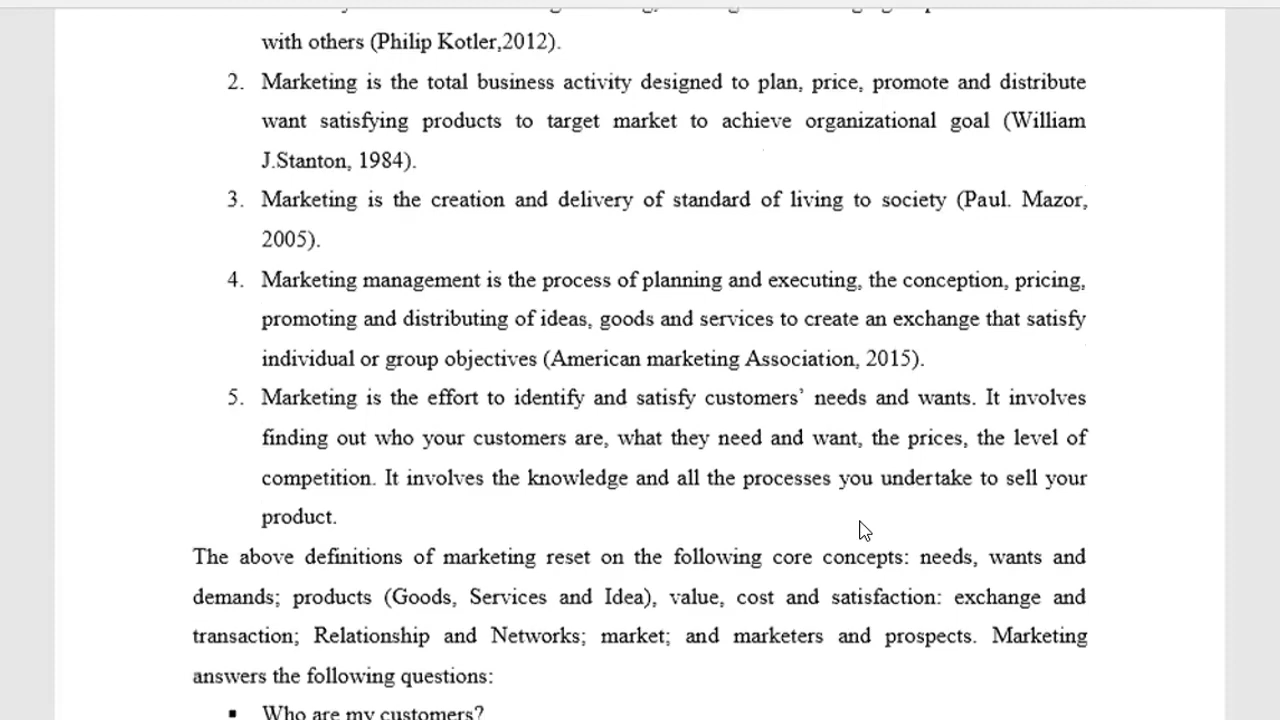 with others (Philip Kotler,2012).
2. Marketing is the total business activity designed to plan, price, promote and distribute
want satisfying products to target market to achieve organizational goal (William
J.Stanton, 1984).
3. Marketing is the creation and delivery of standard of living to society (Paul. Mazor,
2005).
4. Marketing management is the process of planning and executing, the conception, pricing,
promoting and distributing of ideas, goods and services to create an exchange that satisfy
individual or group objectives (American marketing Association, 2015).
5. Marketing is the effort to identify and satisfy customers’ needs and wants. It involves
finding out who your customers are, what they need and want, the prices, the level of
competition. It involves the knowledge and all the processes you undertake to sell your
product.
The above definitions of marketing reset on the following core concepts: needs, wants and
demands; products (Goods, Services and Idea), value, cost and satisfaction: exchange and
transaction; Relationship and Networks; market; and marketers and prospects. Marketing
answers the following questions:
▪ Who are my customers?